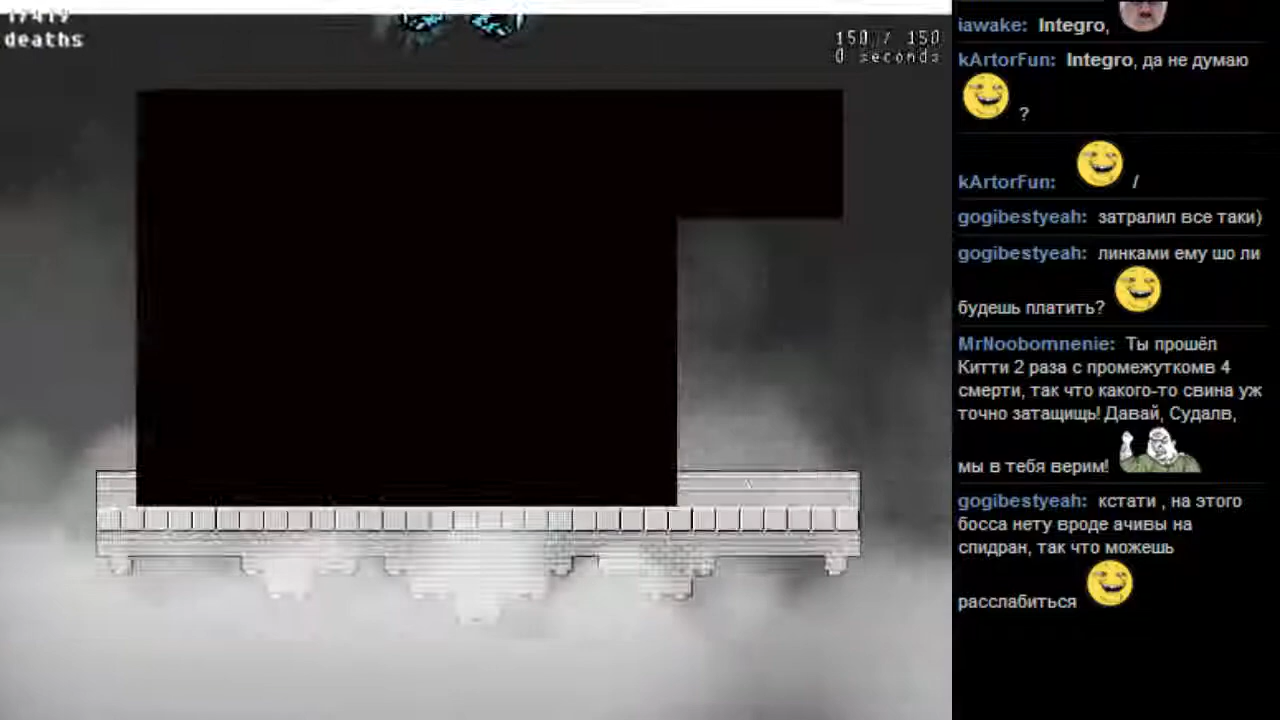 deaths
150 / 150
0 seconds
iawake: Integro,
kArtorFun: Integro, да не думаю
?
kArtorFun: /
gogibestyeah: затралил все таки)
gogibestyeah: линками ему шо ли
будешь платить?
MrNoobomnenie: Ты прошёл
Китти 2 раза с промежуткомв 4
смерти, так что какого-то свина уж
точно затащищь! Давай, Судалв,
мы в тебя верим!
gogibestyeah: кстати , на этого
босса нету вроде ачивы на
спидран, так что можешь
расслабиться